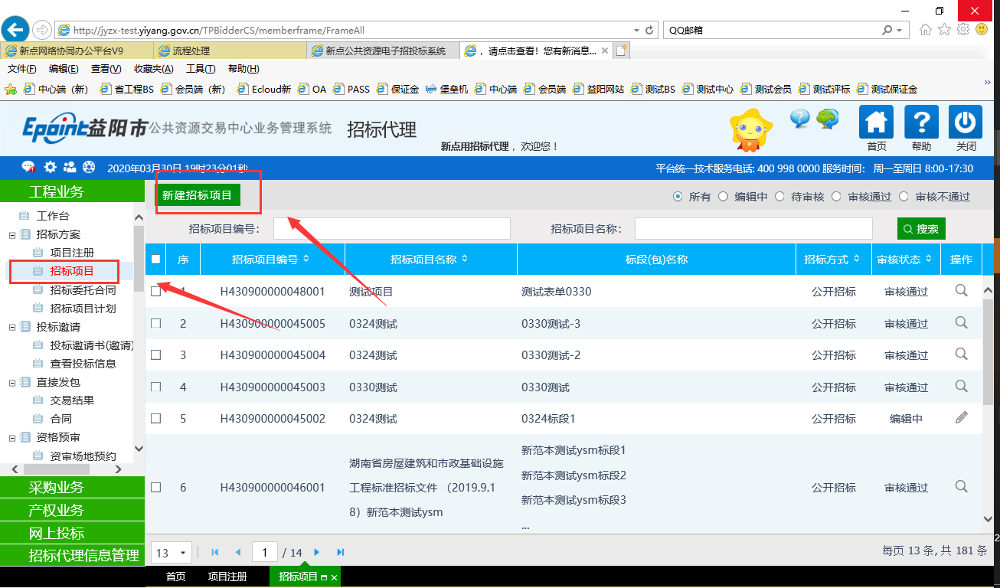 http://jyzx-test.yiyang.gov.cn/TPBidderCS/memberframe/FrameAll
QQ邮箱
新点网络协同办公平台V9
流程处理
新点公共资源电子招投标系统
，请点击查看！您有新消息...
文件(F) 编辑(E) 查看(V) 收藏夹(A) 工具(T) 帮助(H)
中心端（新） 省工程BS 会员端（新） Ecloud新 OA PASS 保证金 堡垒机 中心端 会员端 益阳网站 测试BS 测试中心 测试会员 测试评标 测试保证金
Epoint益阳市公共资源交易中心业务管理系统 招标代理
新点用招标代理 ，欢迎您！
首页 帮助 关闭
2020年03月30日 19时23分01秒
平台统一技术服务电话: 400 998 0000 服务时间： 周一至周日 8:00-17:30
工程业务
工作台
招标方案
项目注册
招标项目
招标委托合同
招标项目计划
投标邀请
投标邀请书(邀请)
查看投标信息
直接发包
交易结果
合同
资格预审
资审场地预约
采购业务
产权业务
网上投标
招标代理信息管理
新建招标项目
所有 编辑中 待审核 审核通过 审核不通过
招标项目编号： 招标项目名称： 搜索
序 招标项目编号 招标项目名称 标段(包)名称 招标方式 审核状态 操作
1 H430900000048001 测试项目 测试表单0330 公开招标 审核通过
2 H430900000045005 0324测试 0330测试-3 公开招标 审核通过
3 H430900000045004 0324测试 0330测试-2 公开招标 审核通过
4 H430900000045003 0330测试 0330测试 公开招标 审核通过
5 H430900000045002 0324测试 0324标段1 公开招标 编辑中
6 H430900000046001 湖南省房屋建筑和市政基础设施
工程标准招标文件 （2019.9.1
8）新范本测试ysm
新范本测试ysm标段1
新范本测试ysm标段2
新范本测试ysm标段3
...
公开招标 审核通过
13 1 / 14
每页 13 条, 共 181 条
首页 项目注册 招标项目